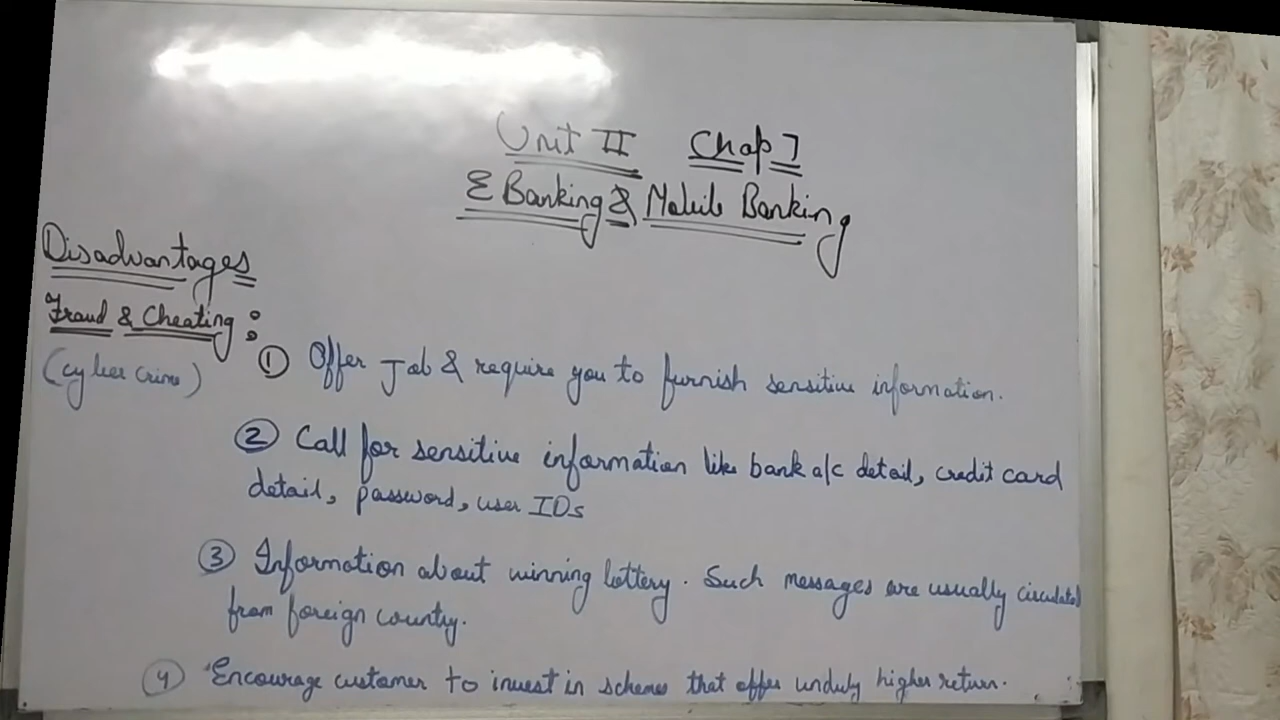 Unit II Chap 7
E Banking & Mobile Banking
Disadvantages
Fraud & Cheating :
(cyber crime)
① Offer Job & require you to furnish sensitive information.
② Call for sensitive information like bank a/c detail, credit card
detail, password, user IDs
③ Information about winning lottery. Such messages are usually circulated
from foreign country.
④ Encourage customer to invest in schemes that offer unduly higher return.